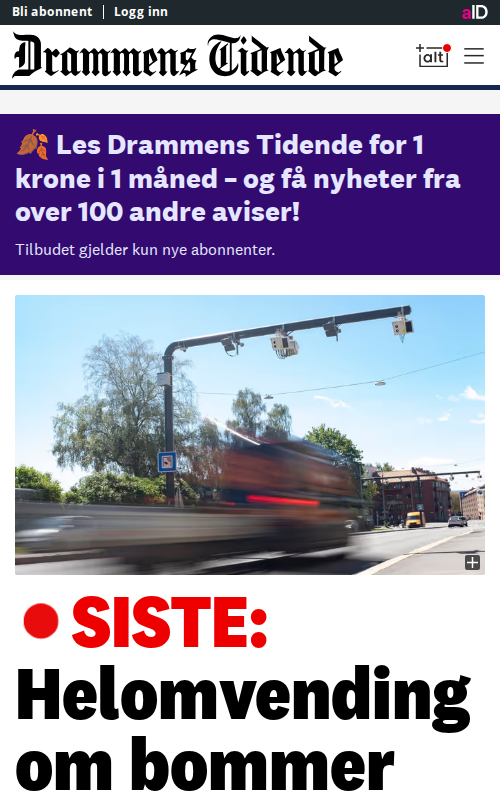 Bli abonnent | Logg inn
aID
Drammens Tidende
+alt
Les Drammens Tidende for 1
krone i 1 måned – og få nyheter fra
over 100 andre aviser!
Tilbudet gjelder kun nye abonnenter.
SISTE:
Helomvending
om bommer